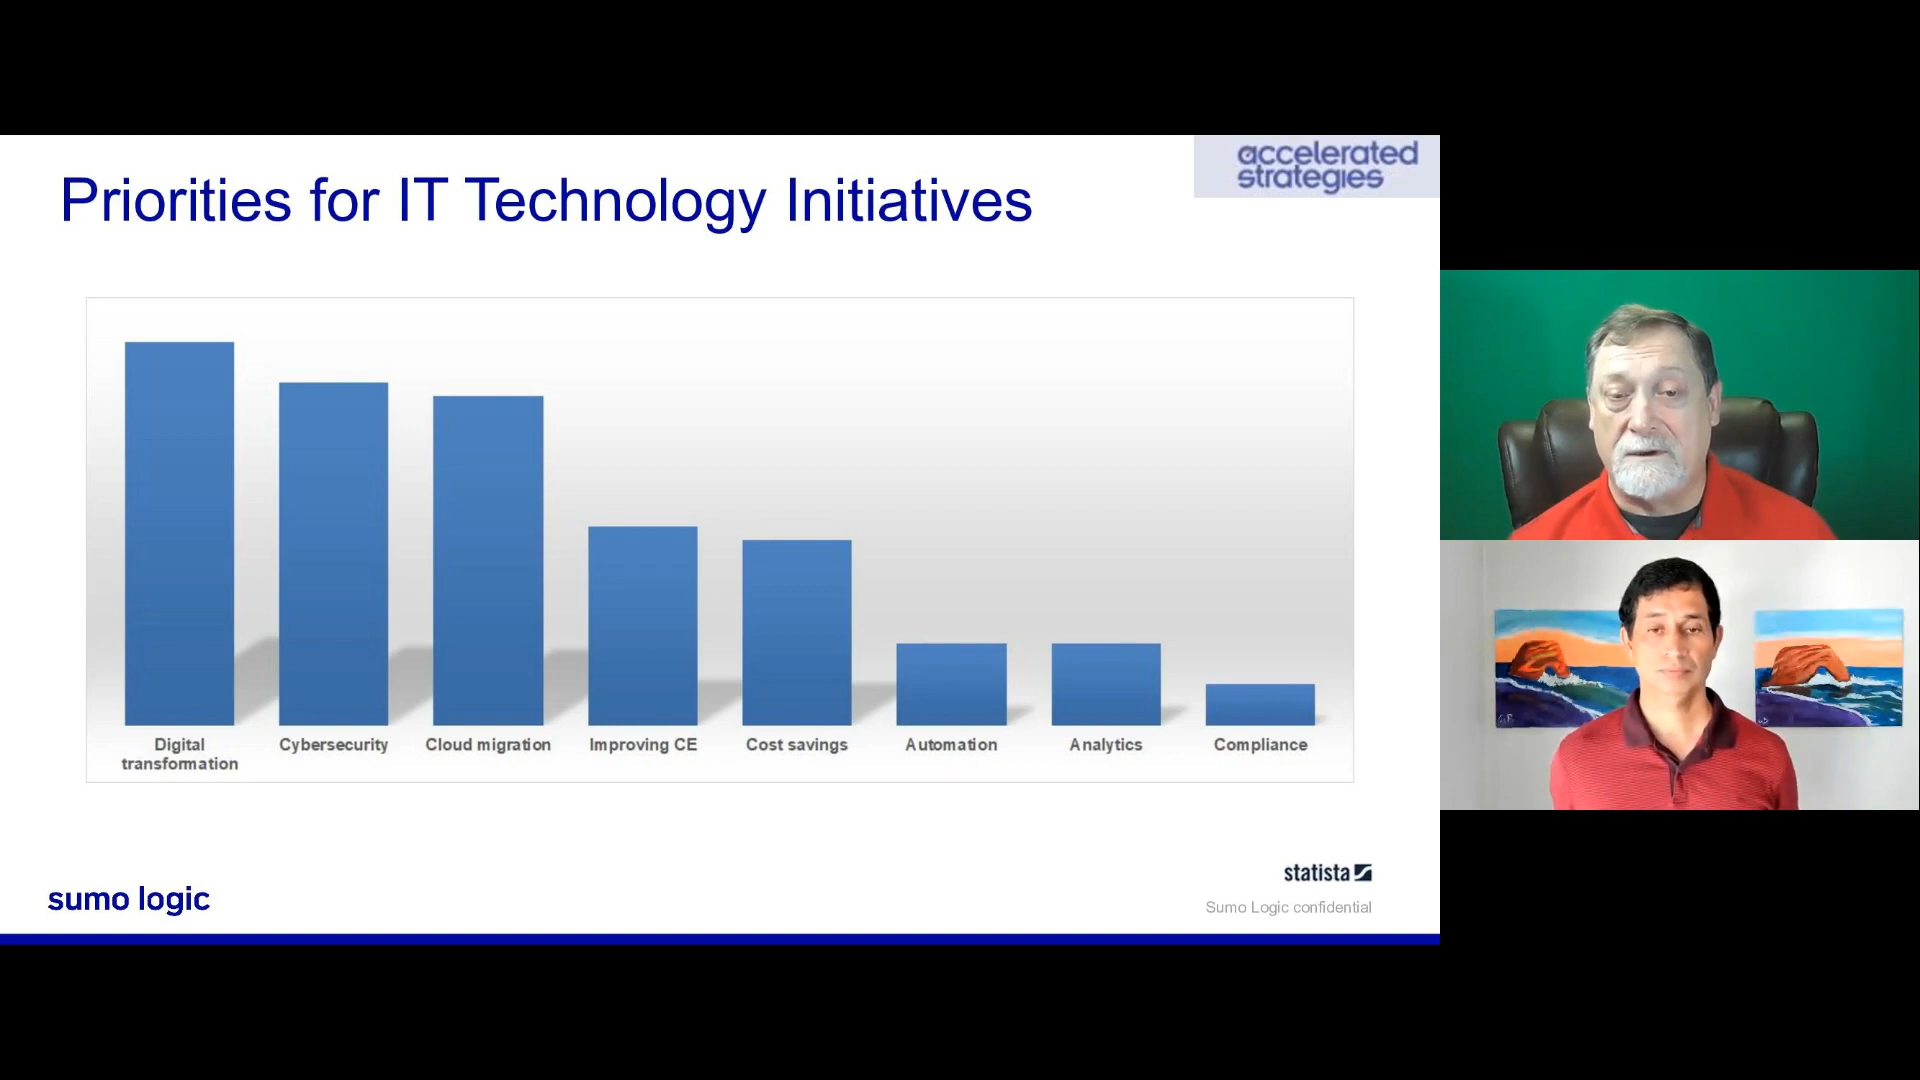 accelerated
strategies
Priorities for IT Technology Initiatives
Digital
transformation
Cybersecurity
Cloud migration
Improving CE
Cost savings
Automation
Analytics
Compliance
statista
sumo logic
Sumo Logic confidential